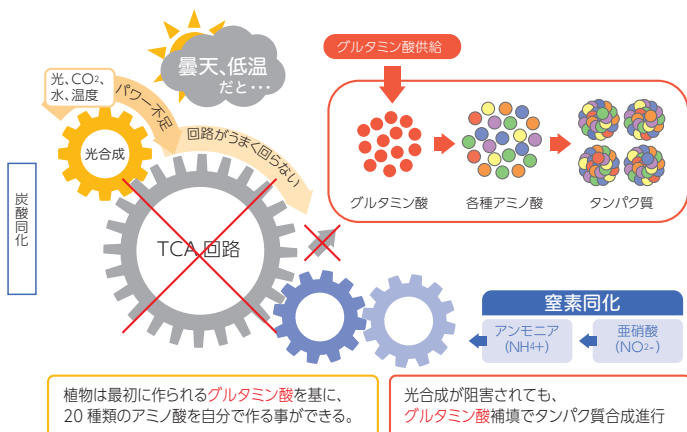 曇天、低温
だと･･･
光、CO2、
水、温度
パワー不足
回路がうまく回らない
光合成
炭酸同化
TCA 回路
グルタミン酸供給
グルタミン酸
各種アミノ酸
タンパク質
窒素同化
アンモニア
(NH4+)
亜硝酸
(NO2-)
植物は最初に作られるグルタミン酸を基に、
20 種類のアミノ酸を自分で作る事ができる。
光合成が阻害されても、
グルタミン酸補填でタンパク質合成進行